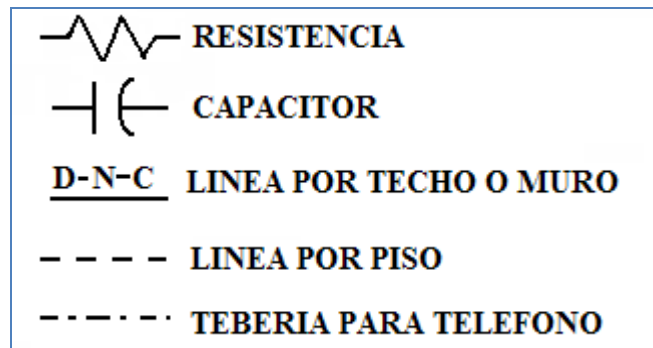 RESISTENCIA
CAPACITOR
D-N-C LINEA POR TECHO O MURO
LINEA POR PISO
TEBERIA PARA TELEFONO